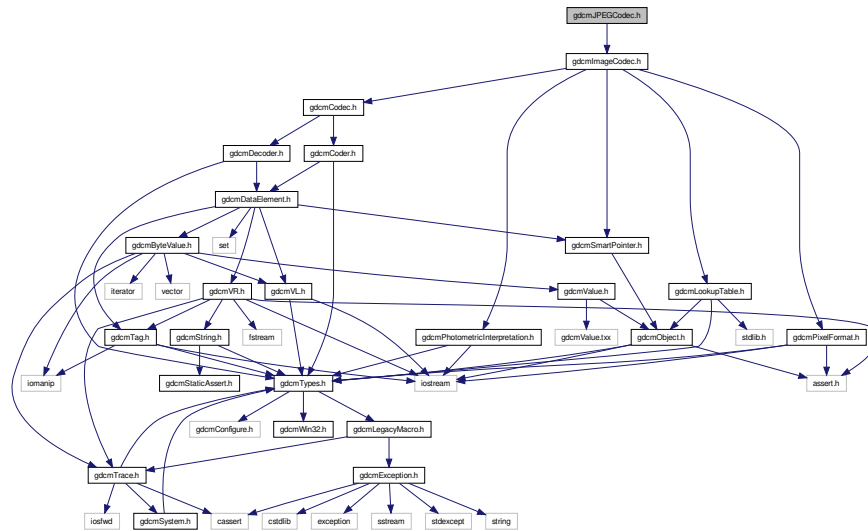 gdcmJPEGCodec.h
gdcmImageCodec.h
gdcmCodec.h
gdcmDecoder.h
gdcmCoder.h
gdcmDataElement.h
gdcmByteValue.h
set
gdcmSmartPointer.h
iterator
vector
gdcmVR.h
gdcmVL.h
gdcmValue.h
gdcmLookupTable.h
gdcmTag.h
gdcmString.h
fstream
gdcmPhotometricInterpretation.h
gdcmValue.txx
gdcmObject.h
stdlib.h
gdcmPixelFormat.h
iomanip
gdcmStaticAssert.h
gdcmTypes.h
iostream
assert.h
gdcmConfigure.h
gdcmWin32.h
gdcmLegacyMacro.h
gdcmTrace.h
gdcmException.h
iosfwd
gdcmSystem.h
cassert
cstdlib
exception
sstream
stdexcept
string